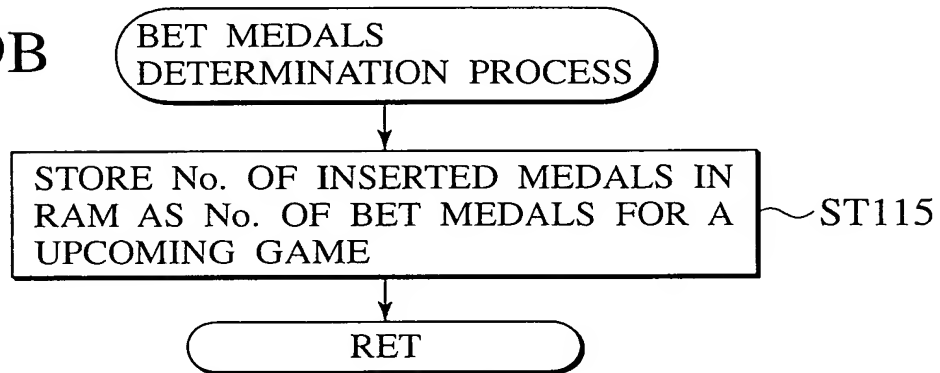 BET MEDALS
DETERMINATION PROCESS
STORE No. OF INSERTED MEDALS IN
RAM AS No. OF BET MEDALS FOR A
UPCOMING GAME
ST115
RET